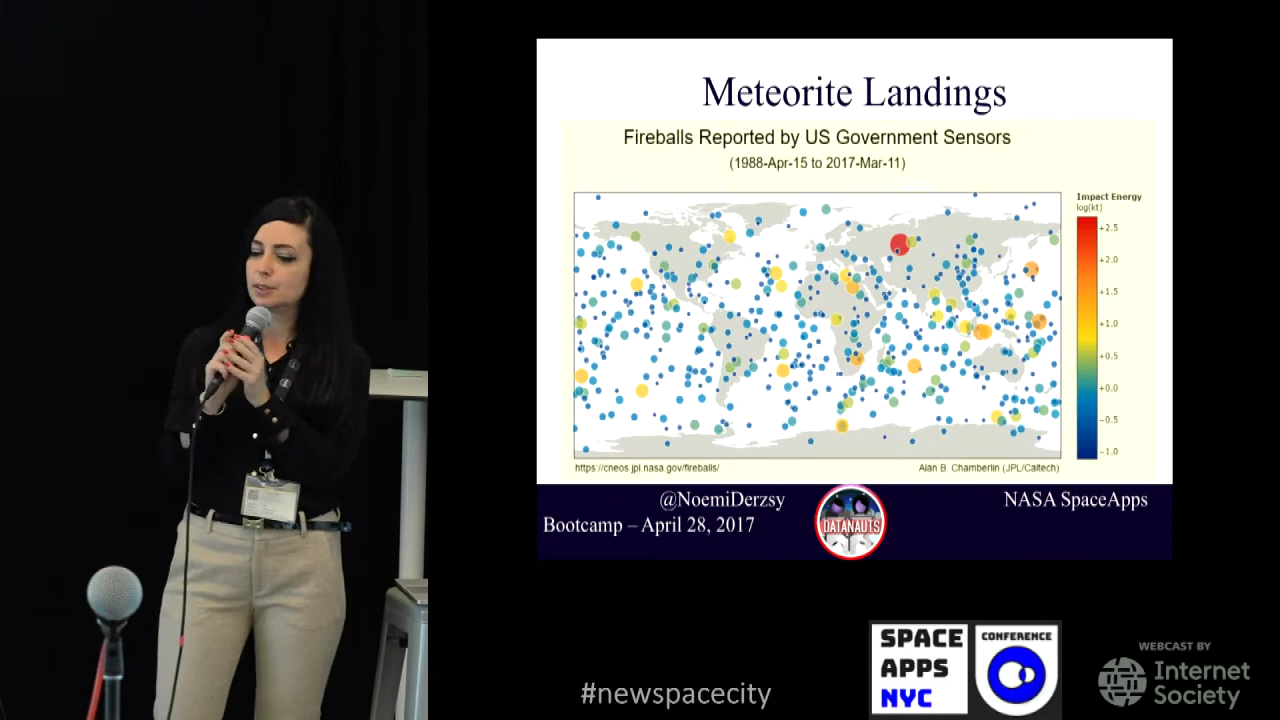 Meteorite Landings
Fireballs Reported by US Government Sensors
(1988-Apr-15 to 2017-Mar-11)
Impact Energy
log(kt)
+2.5
+2.0
+1.5
+1.0
+0.5
+0.0
-0.5
-1.0
https://cneos.jpl.nasa.gov/fireballs/
Alan B. Chamberlin (JPL/Caltech)
@NoemiDerzsy
NASA SpaceApps
Bootcamp – April 28, 2017
DATANAUTS
SPACE
APPS
NYC
CONFERENCE
#newspacecity
WEBCAST BY
Internet
Society